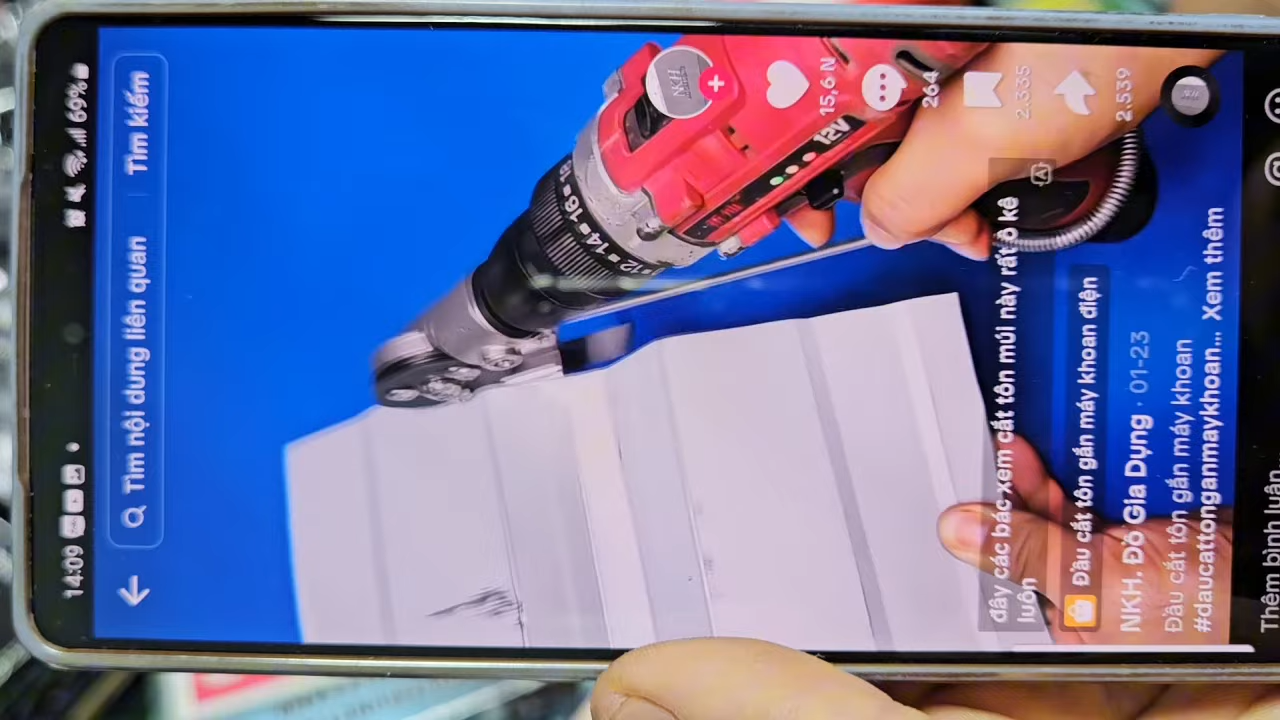 14:09
69%
Tìm nội dung liên quan
Tìm kiếm
12V
16
14
12
15,6 N
264
2.335
2.539
đây các bác xem cắt tôn múi này rất ô kê
luôn
Đầu cắt tôn gắn máy khoan điện
NKH. Đồ Gia Dụng · 01-23
Đầu cắt tôn gắn máy khoan
#daucattonganmaykhoan... Xem thêm
Thêm bình luận...